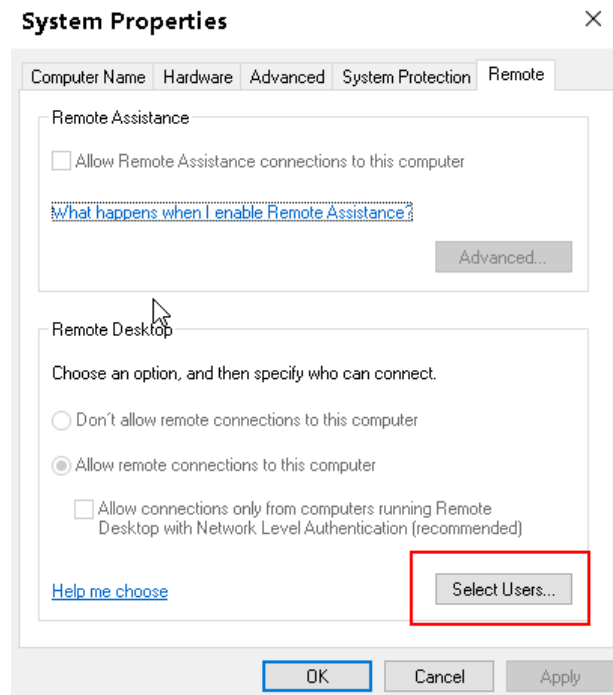 System Properties
Computer Name Hardware Advanced System Protection Remote
Remote Assistance
Allow Remote Assistance connections to this computer
What happens when I enable Remote Assistance?
Advanced...
Remote Desktop
Choose an option, and then specify who can connect.
Don't allow remote connections to this computer
Allow remote connections to this computer
Allow connections only from computers running Remote
Desktop with Network Level Authentication (recommended)
Help me choose
Select Users...
OK Cancel Apply